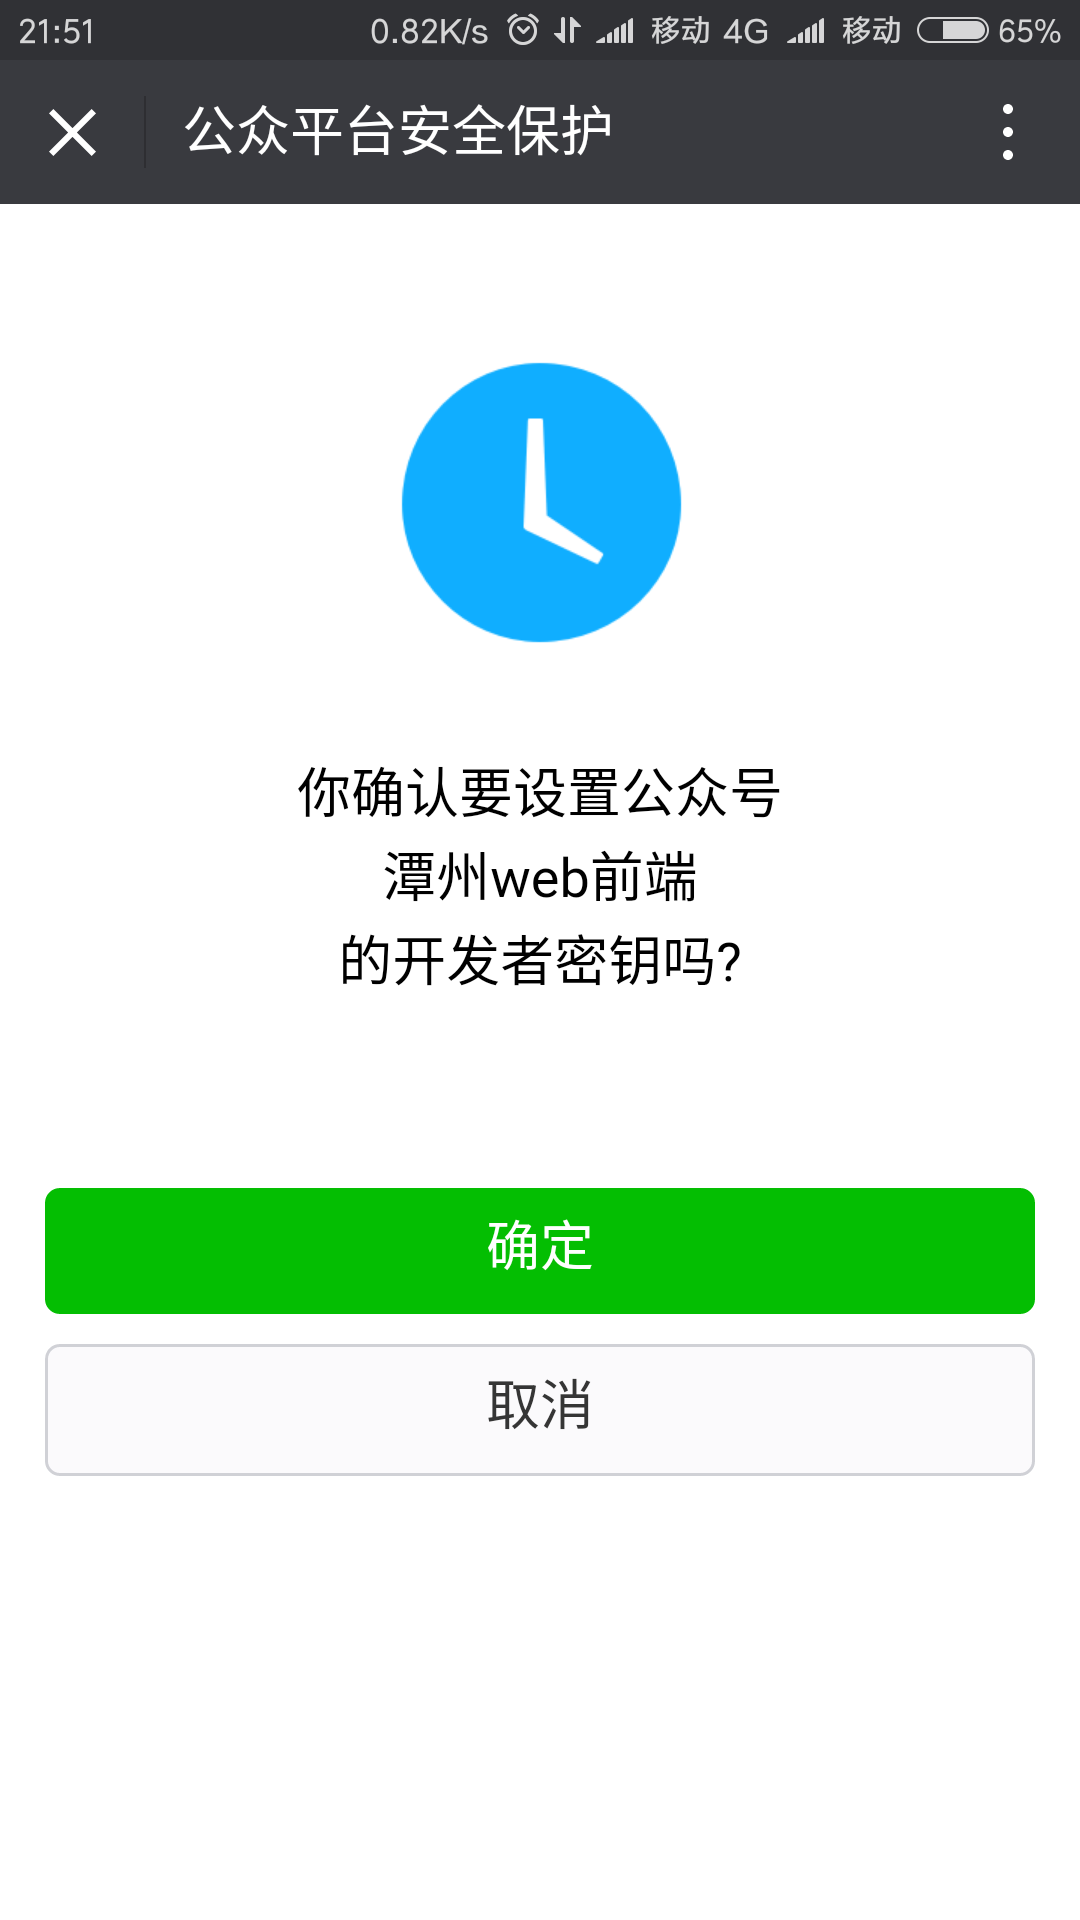 21:51 0.82K/s 移动 4G 移动 65%
公众平台安全保护
你确认要设置公众号
潭州web前端
的开发者密钥吗?
确定
取消